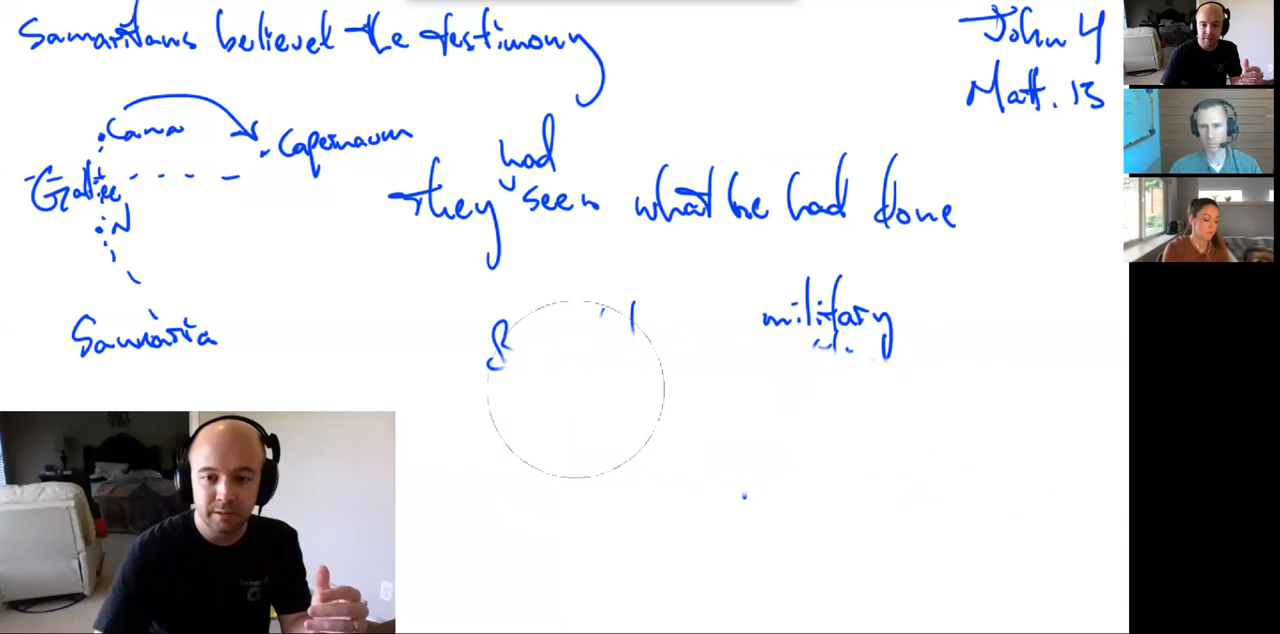 Samaritans believed the testimony
John 4
Matt. 13
Cana
Capernaum
Galilee
had
They seen what he had done
N
Samaria
military